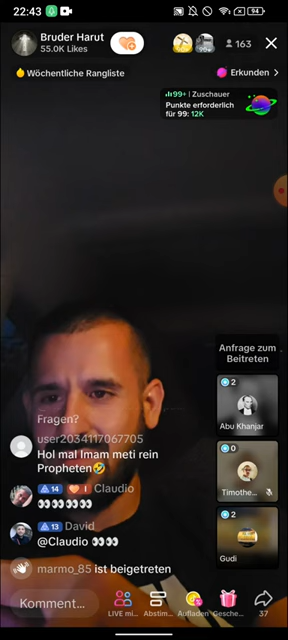 22:43
94
Bruder Harut
55.0K Likes
99+
163
Wöchentliche Rangliste
Erkunden >
99+ | Zuschauer
Punkte erforderlich
für 99: 12K
Anfrage zum
Beitreten
2
Abu Khanjar
0
Timothe...
2
Gudi
Fragen?
user2034117067705
Hol mal Imam meti rein
Propheten🤣
14 I Claudio
👀👀👀👀👀👀
13 David
@Claudio 👀👀
marmo_85 ist beigetreten
Komment...
LIVE mi...
Abstim...
Aufladen
Gesche...
37